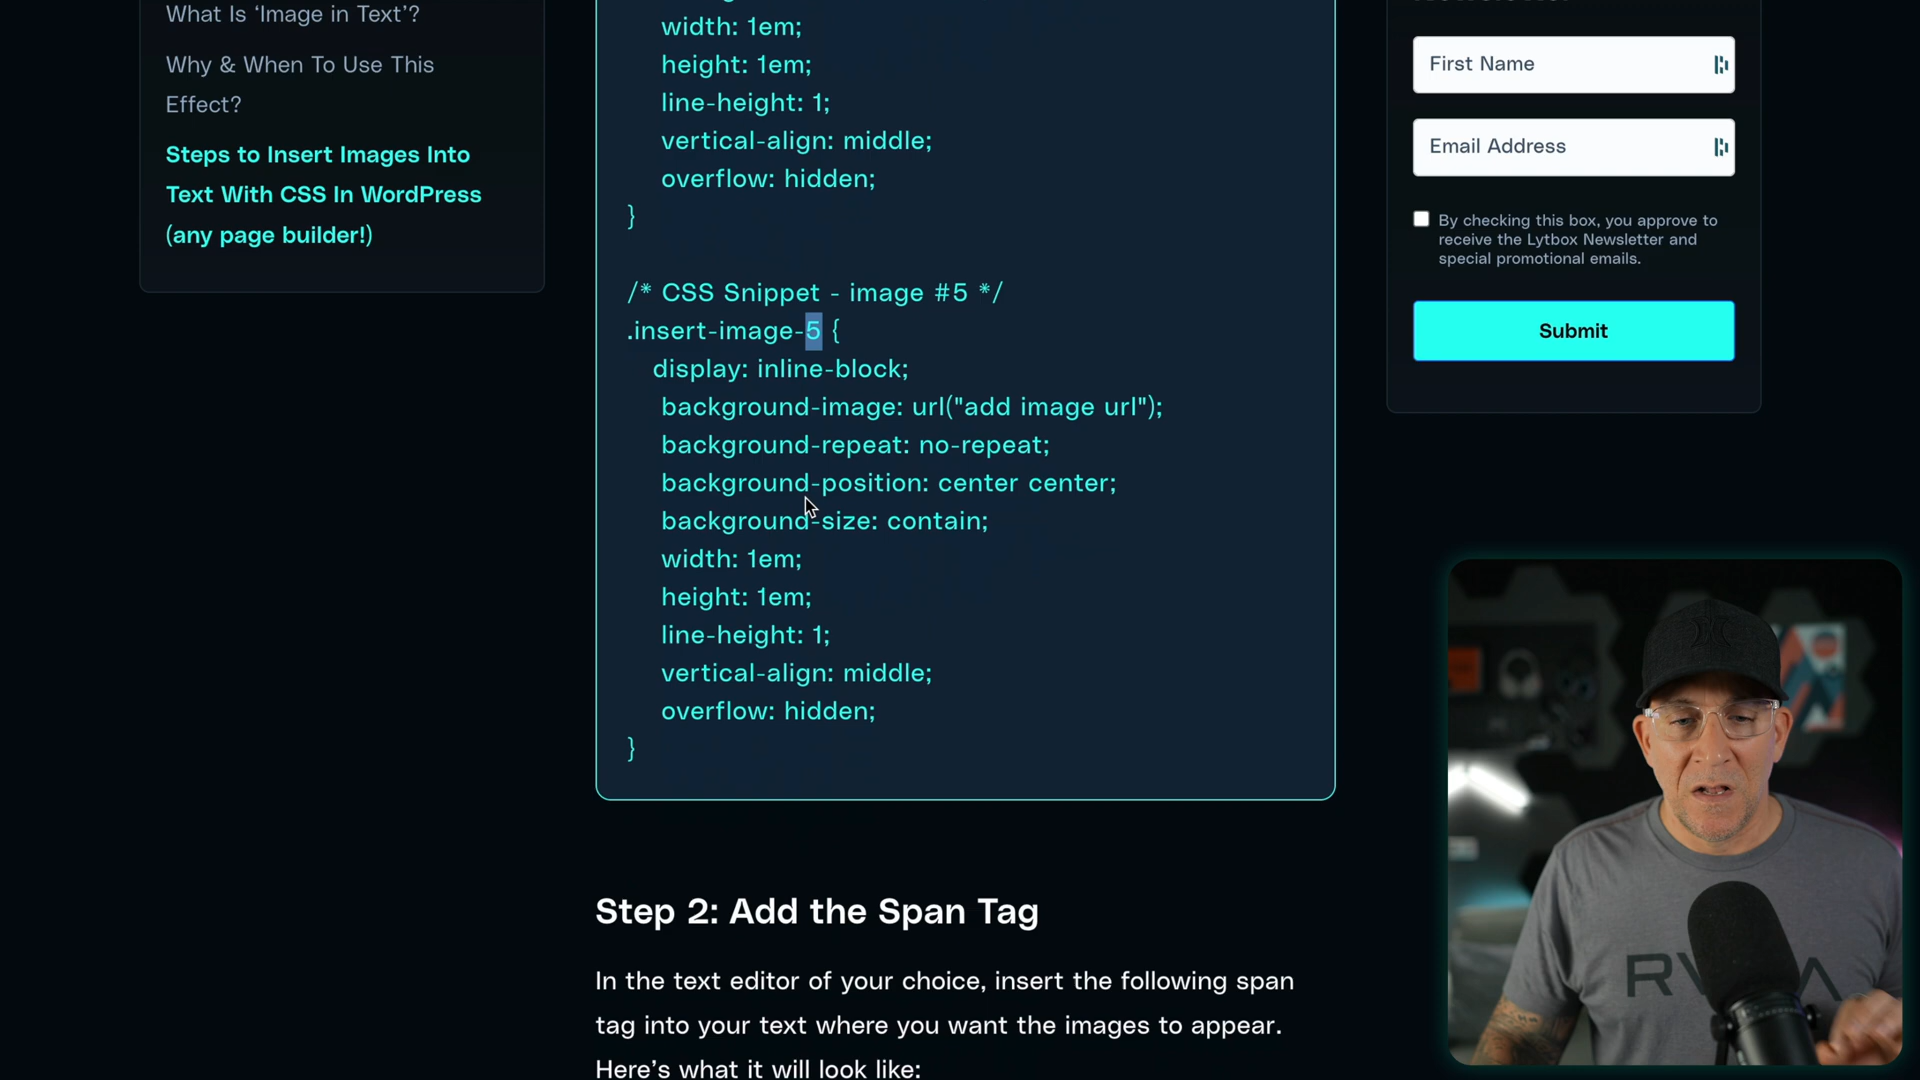 What Is ‘Image in Text’?
Why & When To Use This
Effect?
Steps to Insert Images Into
Text With CSS In WordPress
(any page builder!)
width: 1em;
height: 1em;
line-height: 1;
vertical-align: middle;
overflow: hidden;
}
/* CSS Snippet - image #5 */
.insert-image-5 {
display: inline-block;
background-image: url("add image url");
background-repeat: no-repeat;
background-position: center center;
background-size: contain;
width: 1em;
height: 1em;
line-height: 1;
vertical-align: middle;
overflow: hidden;
}
Step 2: Add the Span Tag
In the text editor of your choice, insert the following span
tag into your text where you want the images to appear.
Here’s what it will look like:
First Name
Email Address
By checking this box, you approve to
receive the Lytbox Newsletter and
special promotional emails.
Submit